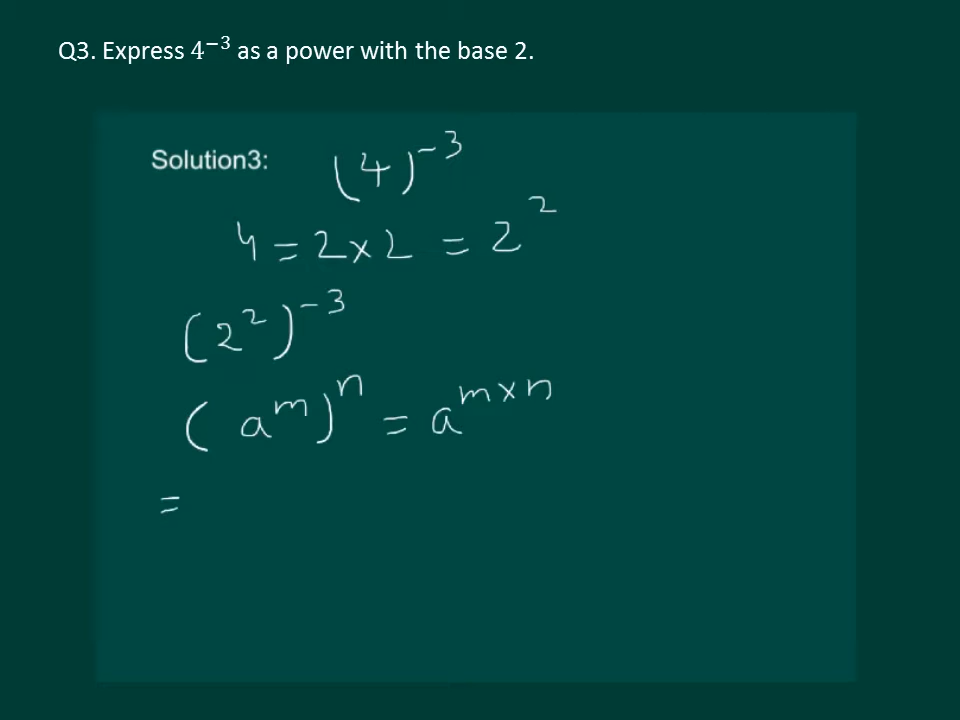 Q3. Express 4⁻³ as a power with the base 2.
Solution3: (4)⁻³
4 = 2 × 2 = 2²
(2²)⁻³
(aᵐ)ⁿ = aᵐˣⁿ
=